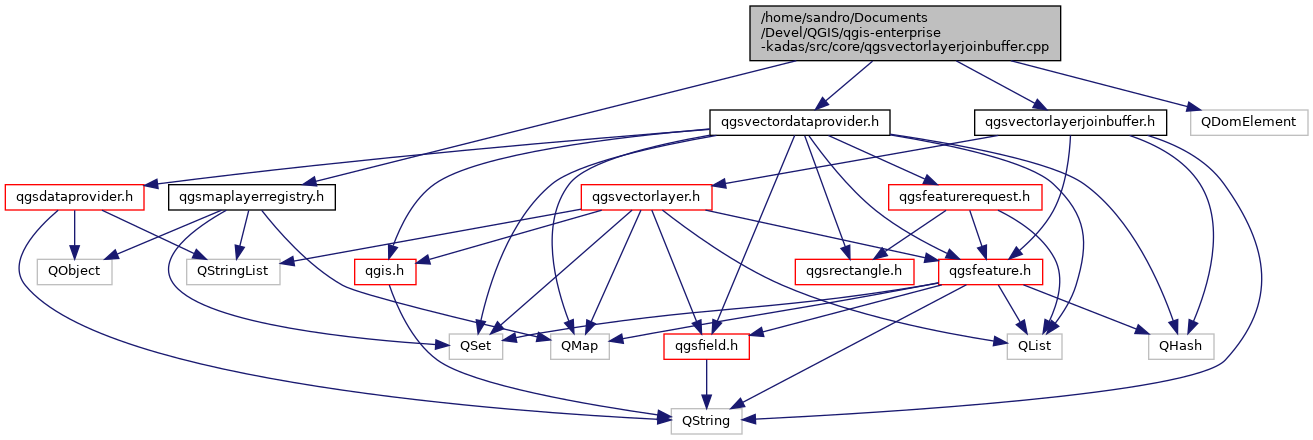 /home/sandro/Documents
/Devel/QGIS/qgis-enterprise
-kadas/src/core/qgsvectorlayerjoinbuffer.cpp
qgsvectordataprovider.h
qgsvectorlayerjoinbuffer.h
QDomElement
qgsdataprovider.h
qgsmaplayerregistry.h
qgsvectorlayer.h
qgsfeaturerequest.h
QObject
QStringList
qgis.h
qgsrectangle.h
qgsfeature.h
QSet
QMap
qgsfield.h
QList
QHash
QString